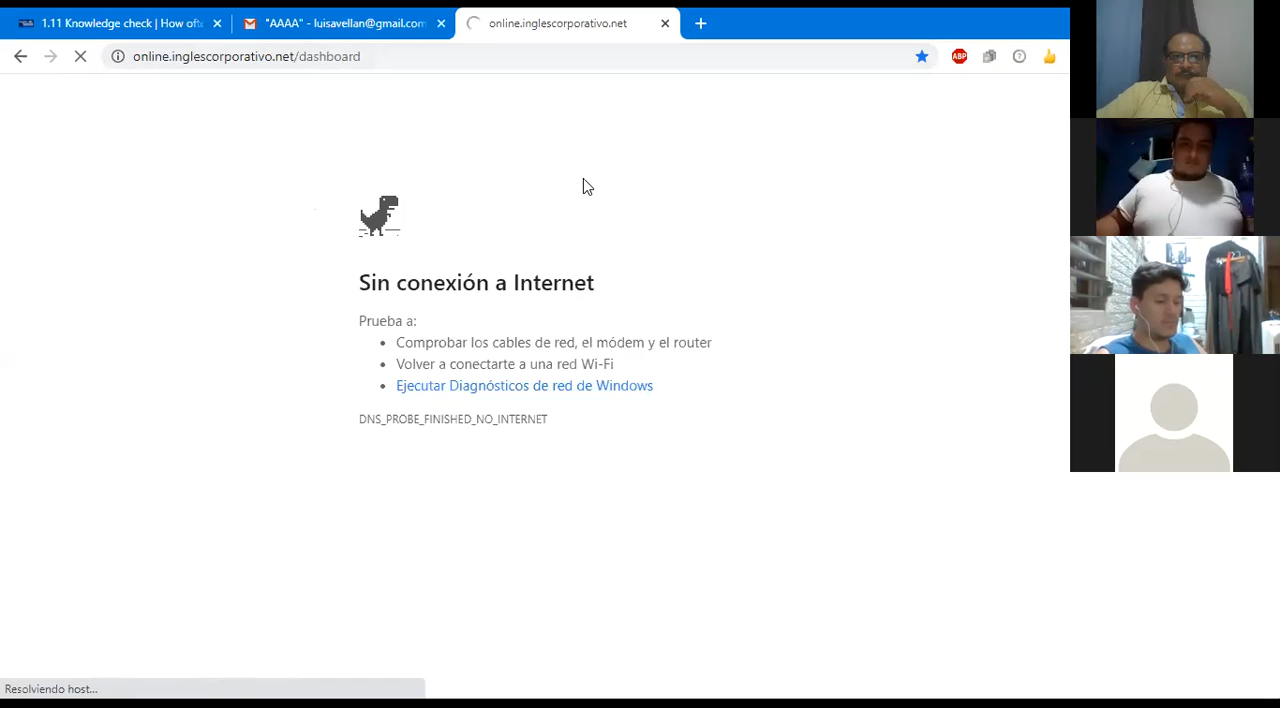 1.11 Knowledge check | How oft
"AAAA" - luisavellan@gmail.com
online.inglescorporativo.net
online.inglescorporativo.net/dashboard
ABP
Sin conexión a Internet
Prueba a:
Comprobar los cables de red, el módem y el router
Volver a conectarte a una red Wi-Fi
Ejecutar Diagnósticos de red de Windows
DNS_PROBE_FINISHED_NO_INTERNET
Resolviendo host...